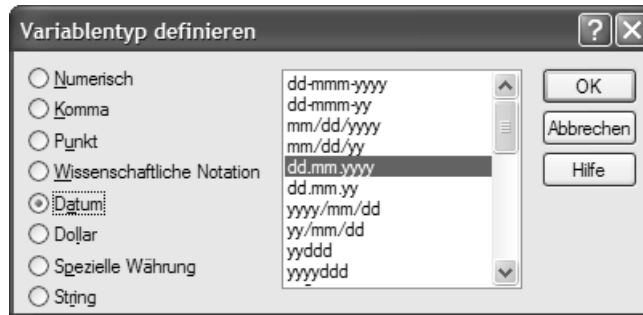 Variablentyp definieren
Numerisch
Komma
Punkt
Wissenschaftliche Notation
Datum
Dollar
Spezielle Währung
String
dd-mmm-yyyy
dd-mmm-yy
mm/dd/yyyy
mm/dd/yy
dd.mm.yyyy
dd.mm.yy
yyyy/mm/dd
yy/mm/dd
yyddd
yyyyddd
OK
Abbrechen
Hilfe